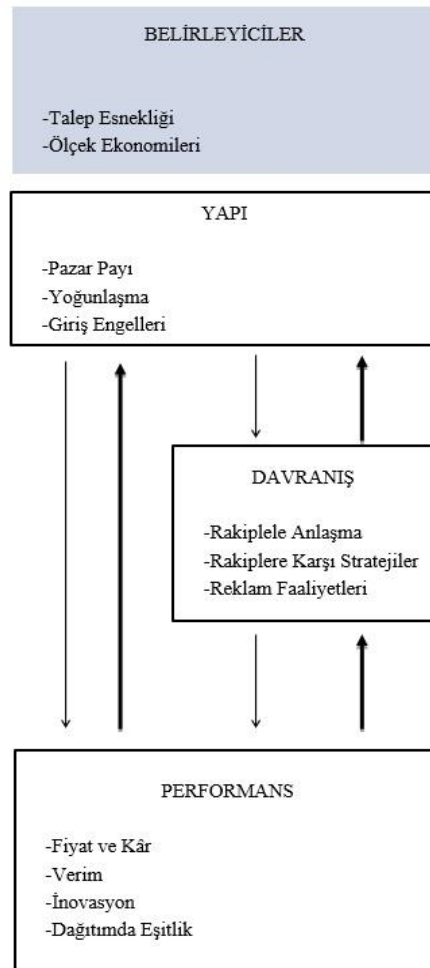 BELİRLEYİCİLER
-Talep Esnekliği
-Ölçek Ekonomileri
YAPI
-Pazar Payı
-Yoğunlaşma
-Giriş Engelleri
DAVRANIŞ
-Rakiplele Anlaşma
-Rakiplere Karşı Stratejiler
-Reklam Faaliyetleri
PERFORMANS
-Fiyat ve Kâr
-Verim
-İnovasyon
-Dağıtımda Eşitlik